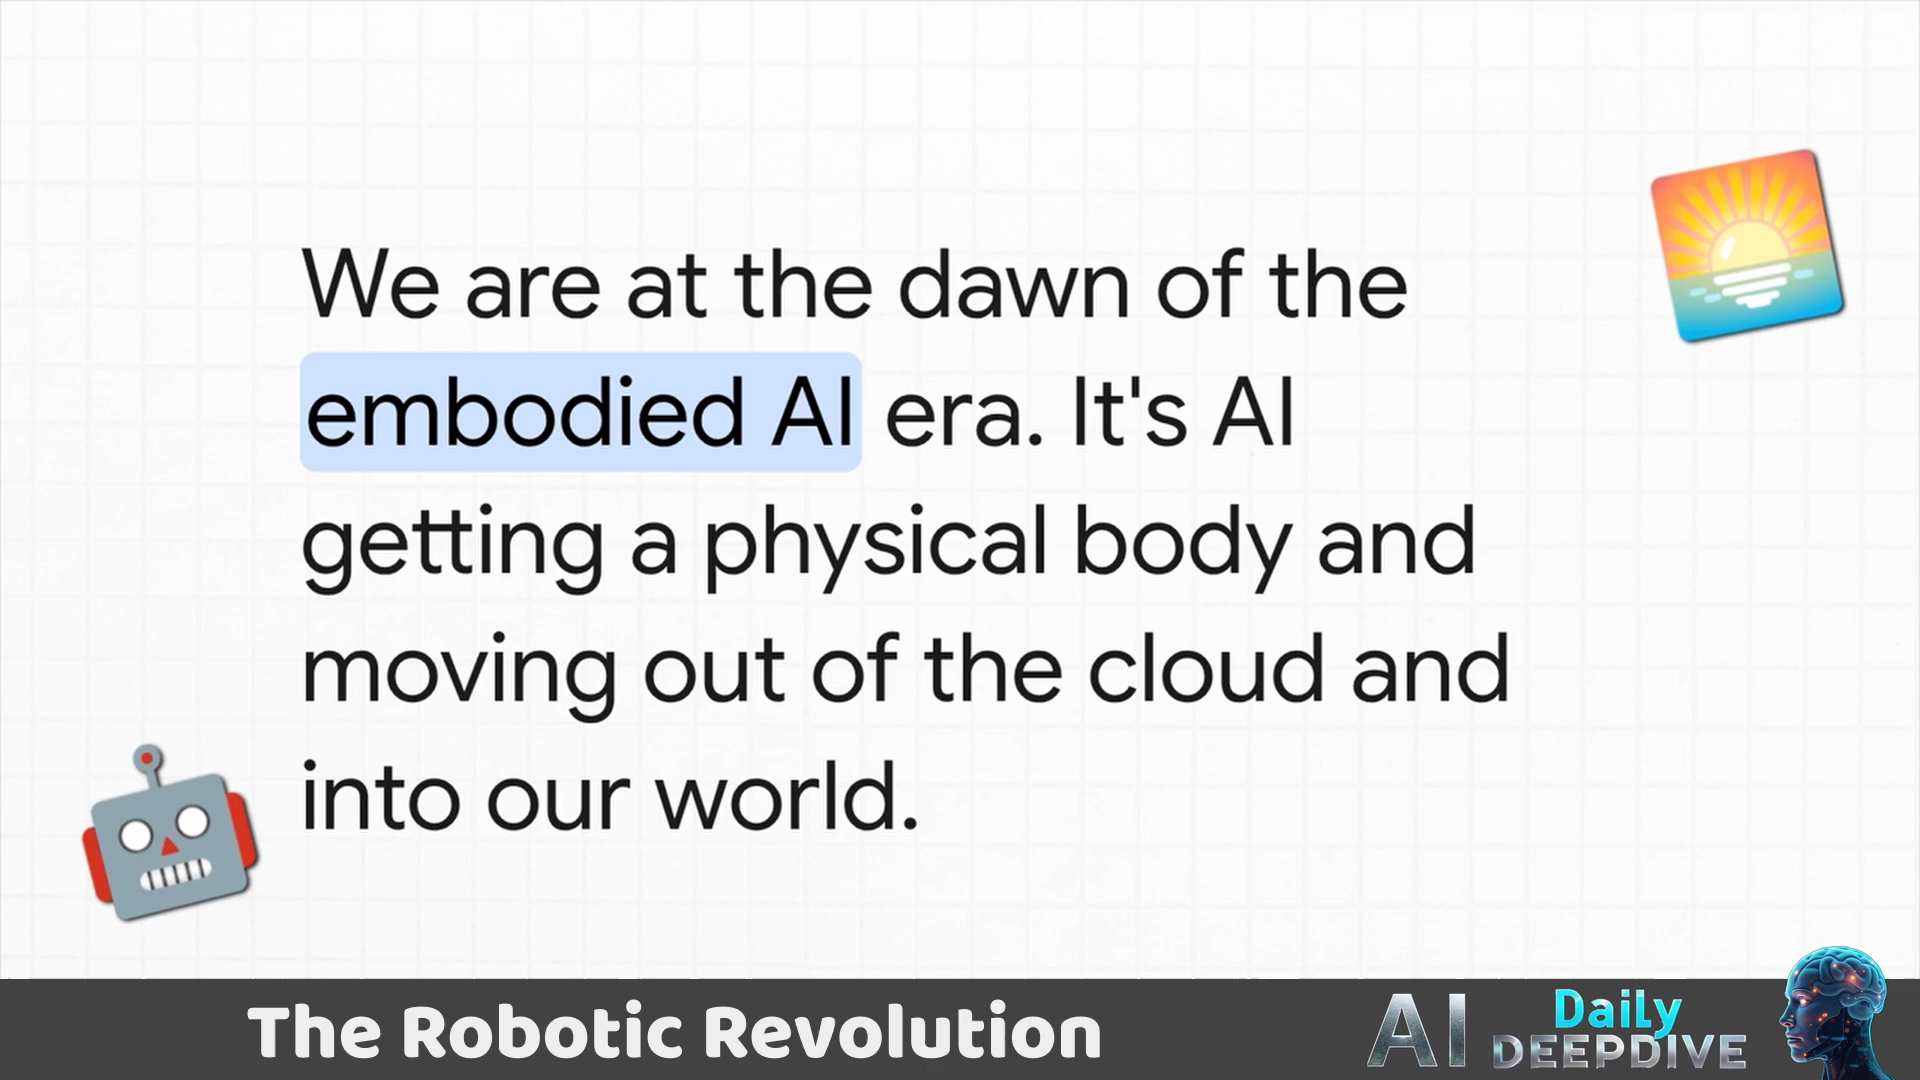 We are at the dawn of the
embodied AI era. It's AI
getting a physical body and
moving out of the cloud and
into our world.
The Robotic Revolution
AI Daily
DEEPDIVE